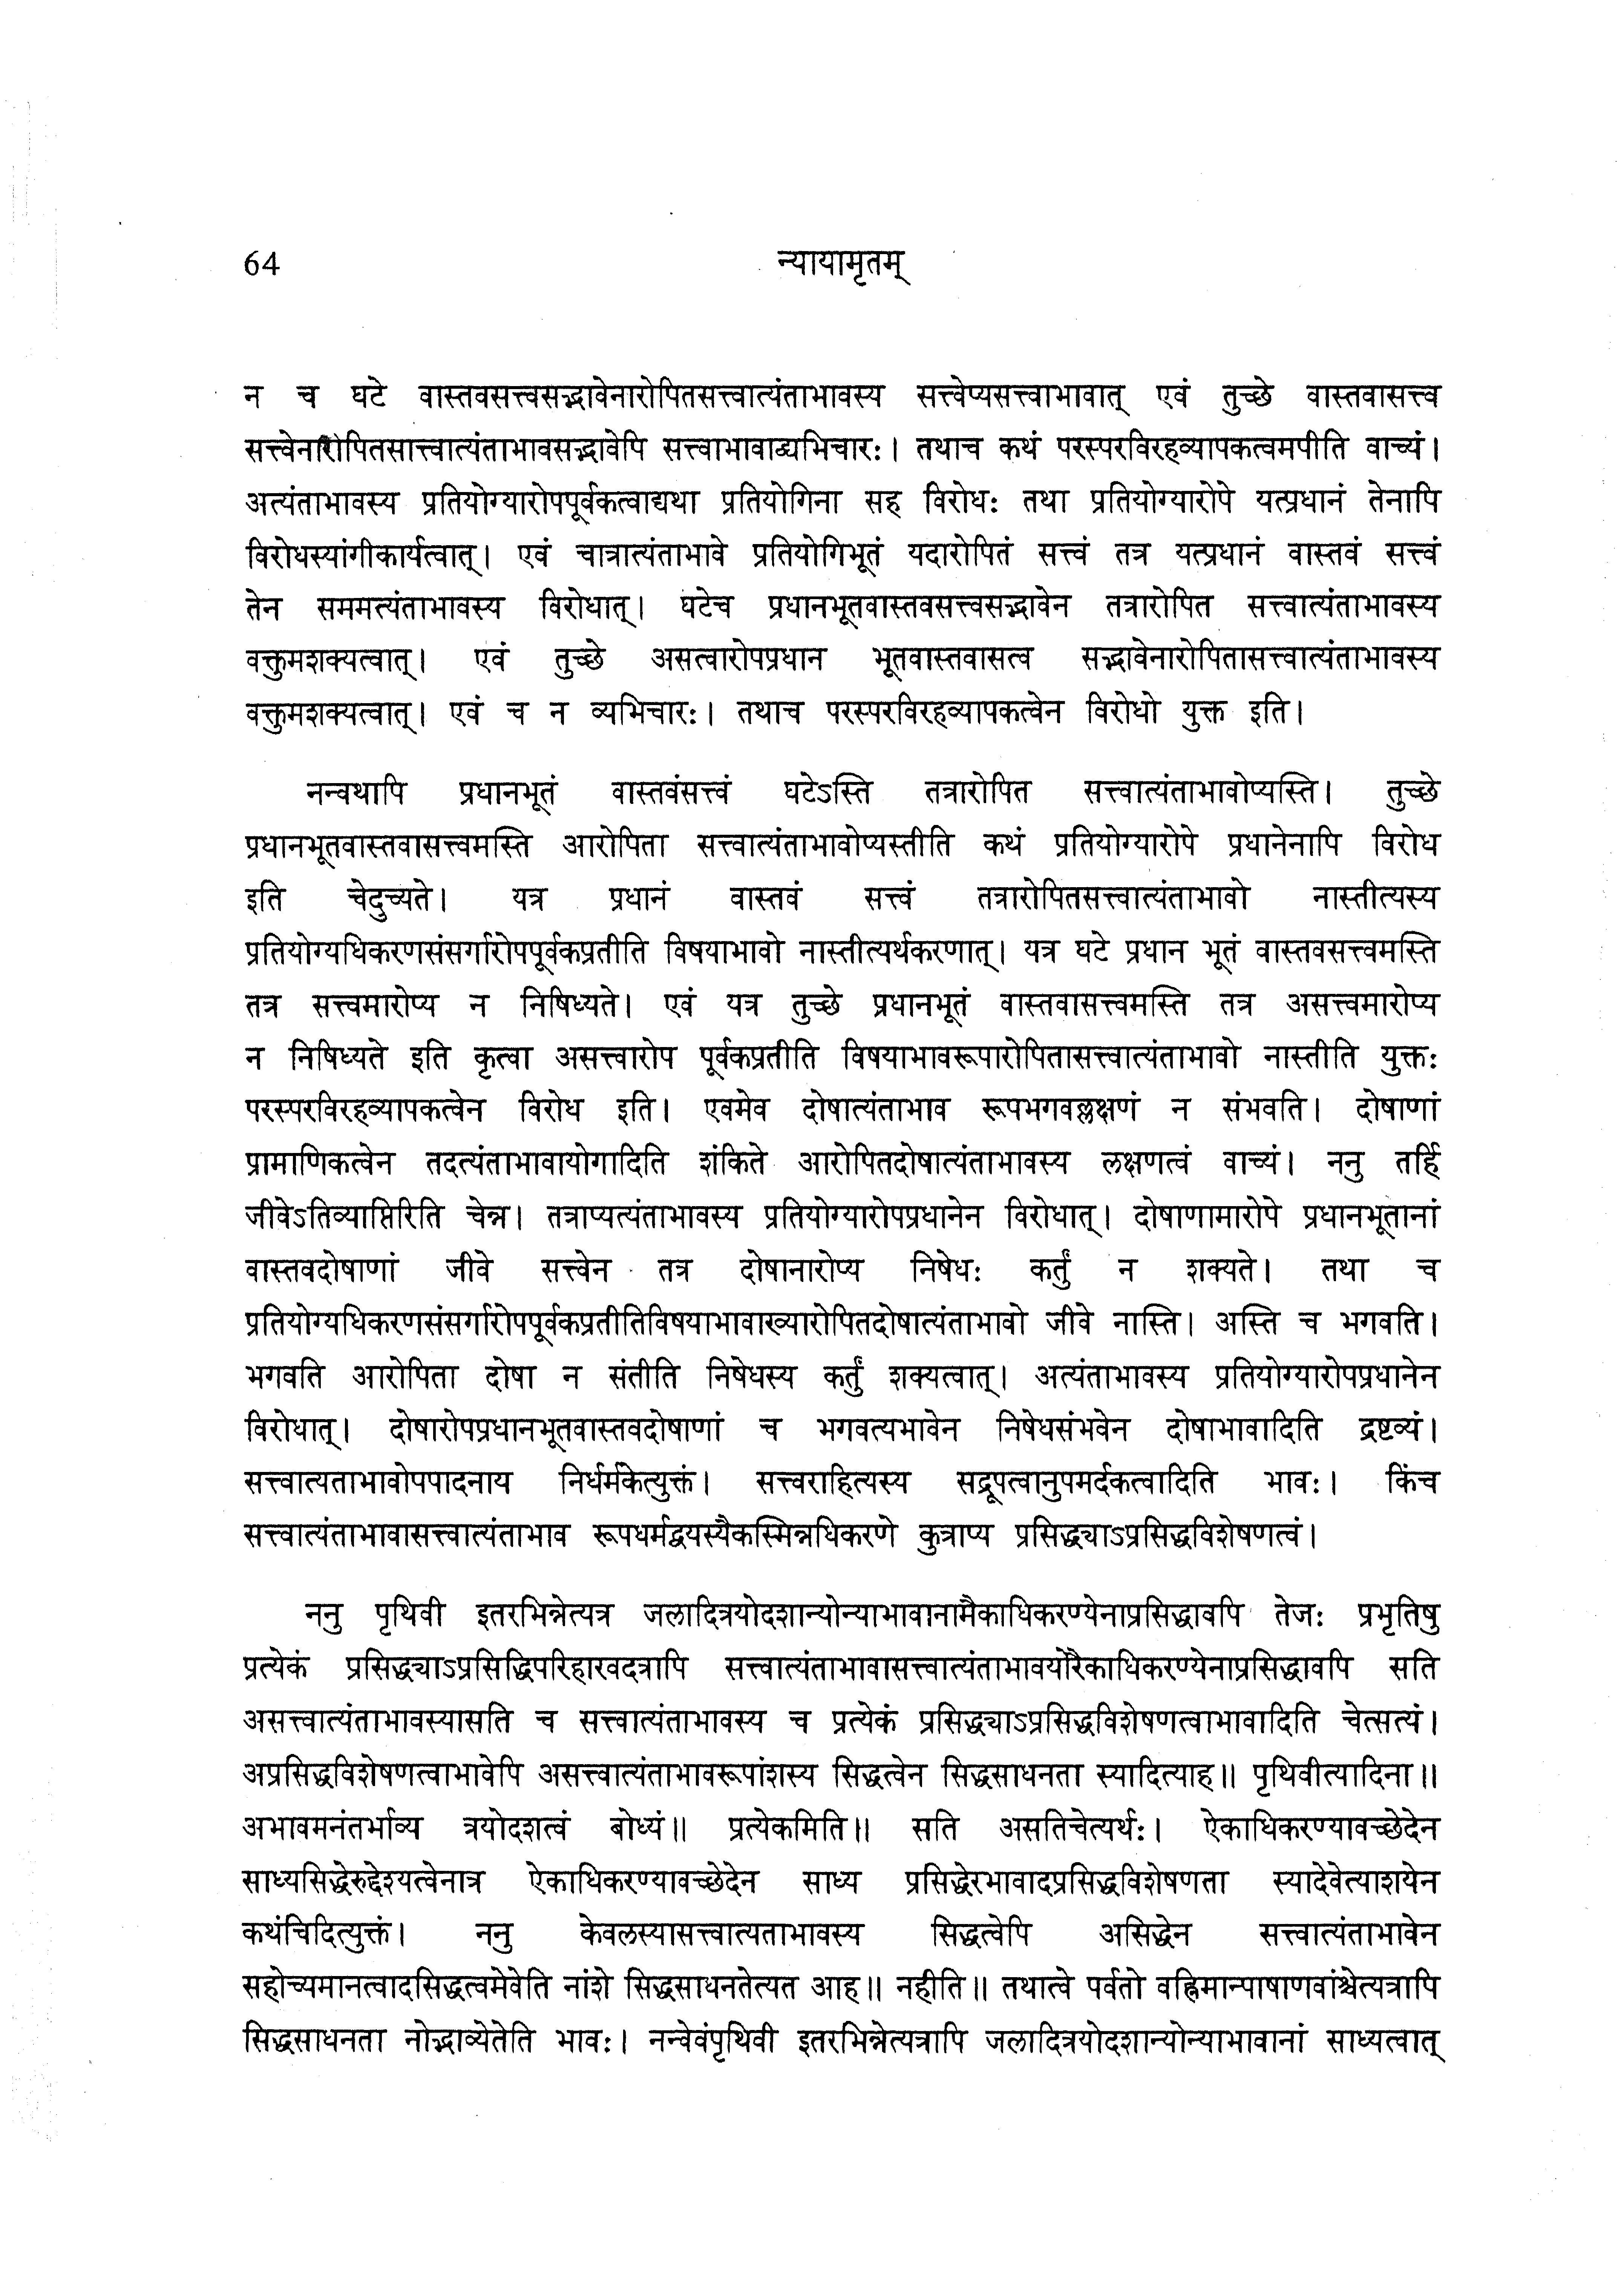 64
न्यायामृतम्
न च घटे वास्तवसत्त्वसद्भावेनारोपितसत्त्वात्यंताभावस्य सत्त्वेप्यसत्त्वाभावात् एवं तुच्छे वास्तवासत्त्व
सत्त्वेनारोपितसात्त्वात्यंताभावसद्भावेपि सत्त्वाभावाद्व्यभिचारः। तथाच कथं परस्परविरहव्यापकत्वमपीति वाच्यं।
अत्यंताभावस्य प्रतियोग्यारोपपूर्वकत्वाद्यथा प्रतियोगिना सह विरोधः तथा प्रतियोग्यारोपे यत्प्रधानं तेनापि
विरोधस्यांगीकार्यत्वात्। एवं चात्रात्यंताभावे प्रतियोगिभूतं यदारोपितं सत्त्वं तत्र यत्प्रधानं वास्तवं सत्त्वं
तेन सममत्यंताभावस्य विरोधात्। घटेच प्रधानभूतवास्तवसत्त्वसद्भावेन तत्रारोपित सत्त्वात्यंताभावस्य
वक्तुमशक्यत्वात्। एवं तुच्छे असत्वारोपप्रधान भूतवास्तवासत्व सद्भावेनारोपितासत्त्वात्यंताभावस्य
वक्तुमशक्यत्वात्। एवं च न व्यभिचारः। तथाच परस्परविरहव्यापकत्वेन विरोधो युक्त इति।
नन्वथापि प्रधानभूतं वास्तवंसत्त्वं घटेऽस्ति तत्रारोपित सत्त्वात्यंताभावोप्यस्ति। तुच्छे
प्रधानभूतवास्तवासत्त्वमस्ति आरोपिता सत्त्वात्यंताभावोप्यस्तीति कथं प्रतियोग्यारोपे प्रधानेनापि विरोध
इति चेदुच्यते। यत्र प्रधानं वास्तवं सत्त्वं तत्रारोपितसत्त्वात्यंताभावो नास्तीत्यस्य
प्रतियोग्यधिकरणसंसर्गारोपपूर्वकप्रतीति विषयाभावो नास्तीत्यर्थकरणात्। यत्र घटे प्रधान भूतं वास्तवसत्त्वमस्ति
तत्र सत्त्वमारोप्य न निषिध्यते। एवं यत्र तुच्छे प्रधानभूतं वास्तवासत्त्वमस्ति तत्र असत्त्वमारोप्य
न निषिध्यते इति कृत्वा असत्त्वारोप पूर्वकप्रतीति विषयाभावरूपारोपितासत्त्वात्यंताभावो नास्तीति युक्तः
परस्परविरहव्यापकत्वेन विरोध इति। एवमेव दोषात्यंताभाव रूपभगवल्लक्षणं न संभवति। दोषाणां
प्रामाणिकत्वेन तदत्यंताभावायोगादिति शंकिते आरोपितदोषात्यंताभावस्य लक्षणत्वं वाच्यं। ननु तर्हि
जीवेऽतिव्याप्तिरिति चेन्न। तत्राप्यत्यंताभावस्य प्रतियोग्यारोपप्रधानेन विरोधात्। दोषाणामारोपे प्रधानभूतानां
वास्तवदोषाणां जीवे सत्त्वेन तत्र दोषानारोप्य निषेधः कर्तुं न शक्यते। तथा च
प्रतियोग्यधिकरणसंसर्गारोपपूर्वकप्रतीतिविषयाभावाख्यारोपितदोषात्यंताभावो जीवे नास्ति। अस्ति च भगवति।
भगवति आरोपिता दोषा न संतीति निषेधस्य कर्तुं शक्यत्वात्। अत्यंताभावस्य प्रतियोग्यारोपप्रधानेन
विरोधात्। दोषारोपप्रधानभूतवास्तवदोषाणां च भगवत्यभावेन निषेधसंभवेन दोषाभावादिति द्रष्टव्यं।
सत्त्वात्यताभावोपपादनाय निर्धर्मकेत्युक्तं। सत्त्वराहित्यस्य सद्रूपत्वानुपमर्दकत्वादिति भावः। किंच
सत्त्वात्यंताभावासत्त्वात्यंताभाव रूपधर्मद्वयस्यैकस्मिन्नधिकरणे कुत्राप्य प्रसिद्ध्याऽप्रसिद्धविशेषणत्वं।
ननु पृथिवी इतरभिन्नेत्यत्र जलादित्रयोदशान्योन्याभावानामैकाधिकरण्येनाप्रसिद्धावपि तेजः प्रभृतिषु
प्रत्येकं प्रसिद्ध्याऽप्रसिद्धिपरिहारवदत्रापि सत्त्वात्यंताभावासत्त्वात्यंताभावयोरैकाधिकरण्येनाप्रसिद्धावपि सति
असत्त्वात्यंताभावस्यासति च सत्त्वात्यंताभावस्य च प्रत्येकं प्रसिद्ध्याऽप्रसिद्धविशेषणत्वाभावादिति चेत्सत्यं।
अप्रसिद्धविशेषणत्वाभावेपि असत्त्वात्यंताभावरूपांशस्य सिद्धत्वेन सिद्धसाधनता स्यादित्याह॥ पृथिवीत्यादिना॥
अभावमनंतर्भाव्य त्रयोदशत्वं बोध्यं॥ प्रत्येकमिति॥ सति असतिचेत्यर्थः। ऐकाधिकरण्यावच्छेदेन
साध्यसिद्धेरुद्देश्यत्वेनात्र ऐकाधिकरण्यावच्छेदेन साध्य प्रसिद्धेरभावादप्रसिद्धविशेषणता स्यादेवेत्याशयेन
कथंचिदित्युक्तं। ननु केवलस्यासत्त्वात्यताभावस्य सिद्धत्वेपि असिद्धेन सत्त्वात्यंताभावेन
सहोच्यमानत्वादसिद्धत्वमेवेति नांशे सिद्धसाधनतेत्यत आह॥ नहीति॥ तथात्वे पर्वतो वह्निमान्पाषाणवांश्चेत्यत्रापि
सिद्धसाधनता नोद्भाव्येतेति भावः। नन्वेवंपृथिवी इतरभिन्नेत्यत्रापि जलादित्रयोदशान्योन्याभावानां साध्यत्वात्